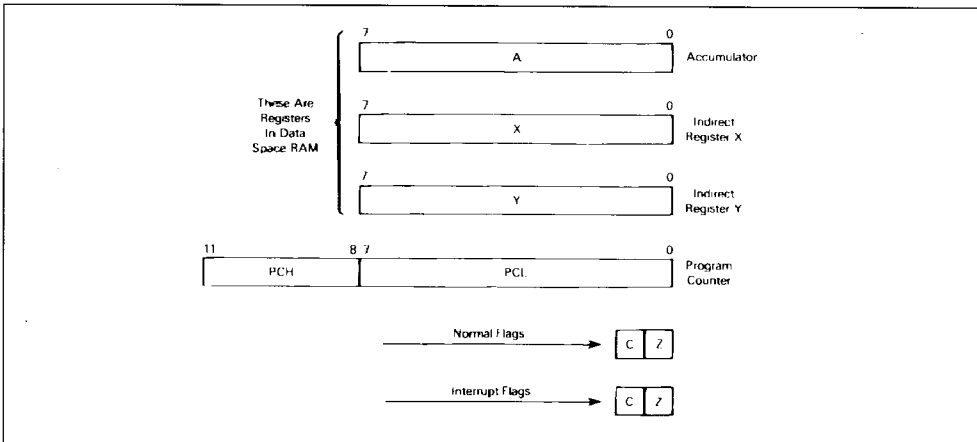 7 0
A
Accumulator
These Are
Registers
In Data
Space RAM
7 0
X
Indirect
Register X
7 0
Y
Indirect
Register Y
11 8 7 0
PCH PCL
Program
Counter
Normal Flags
C Z
Interrupt Flags
C Z